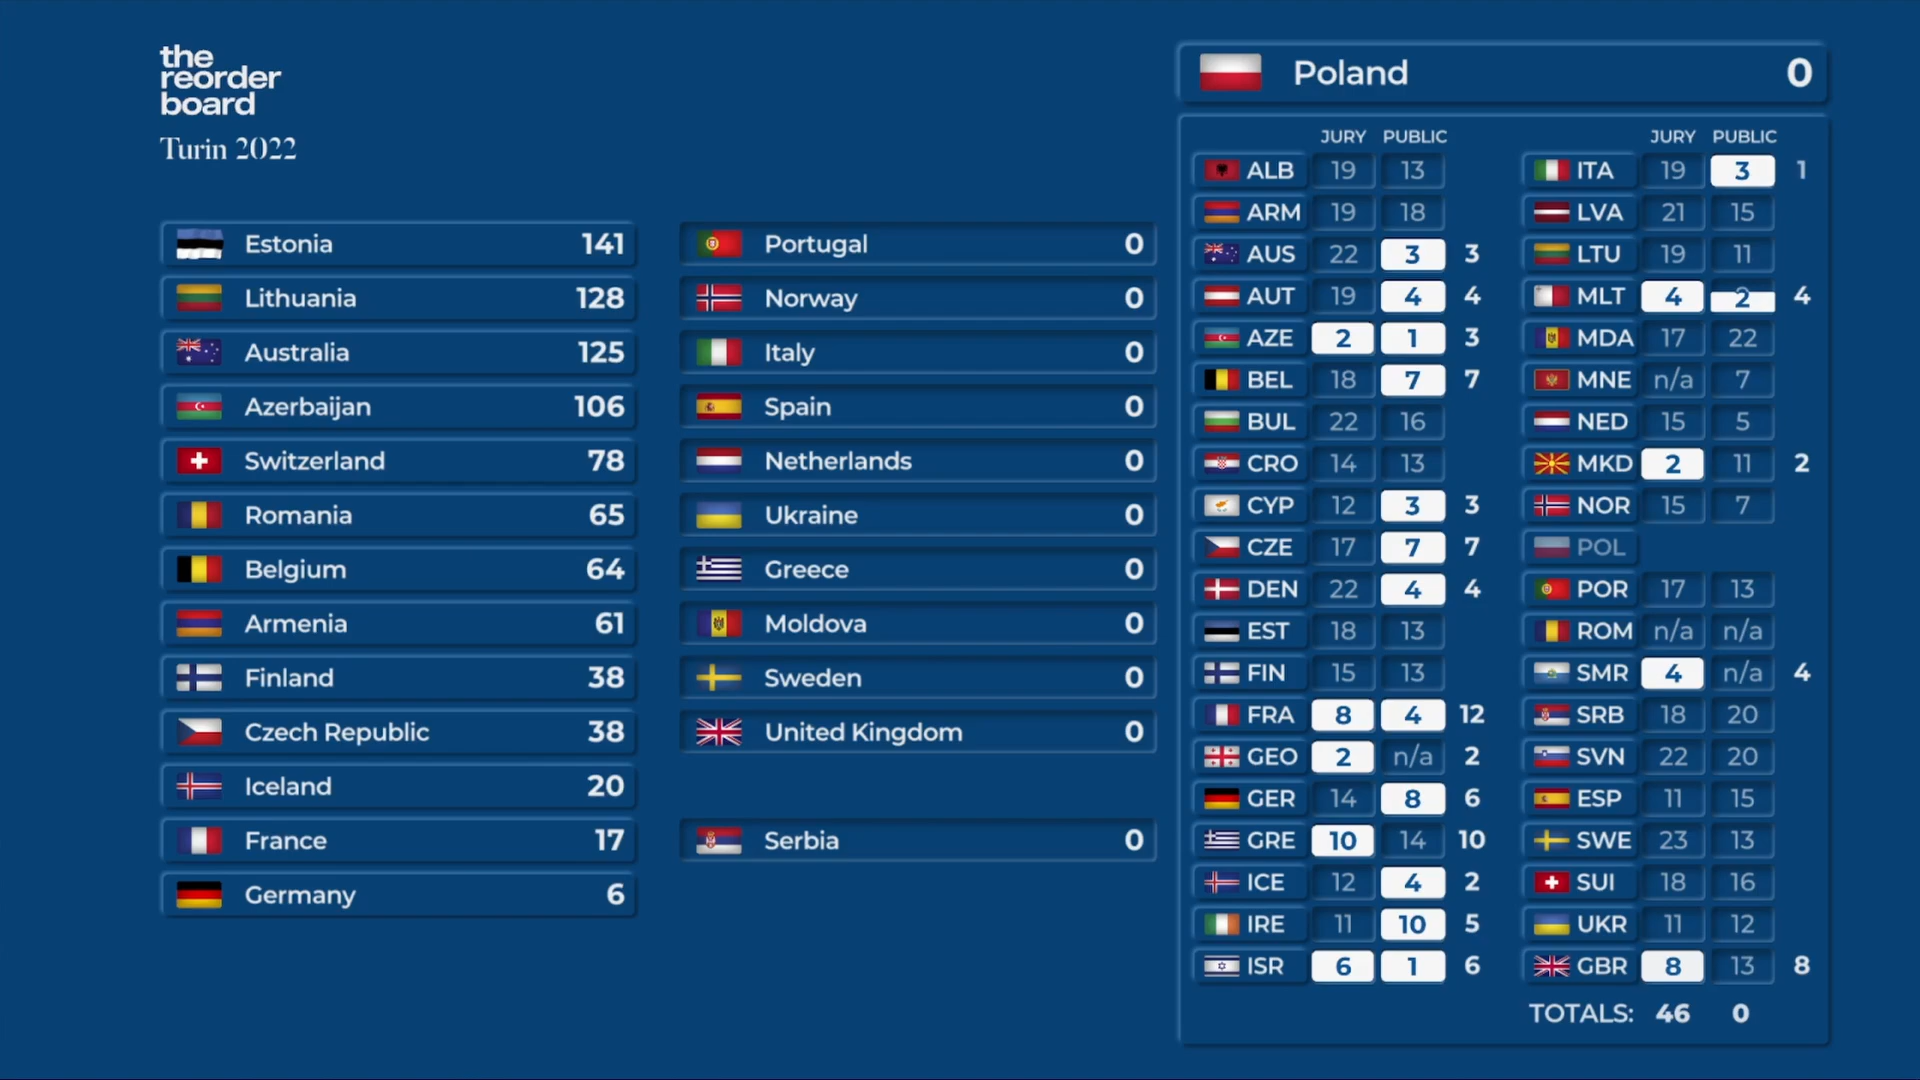 the
reorder
board
Turin 2022
Estonia 141
Lithuania 128
Australia 125
Azerbaijan 106
Switzerland 78
Romania 65
Belgium 64
Armenia 61
Finland 38
Czech Republic 38
Iceland 20
France 17
Germany 6
Portugal 0
Norway 0
Italy 0
Spain 0
Netherlands 0
Ukraine 0
Greece 0
Moldova 0
Sweden 0
United Kingdom 0
Serbia 0
Poland 0
JURY PUBLIC
ALB 19 13
ARM 19 18
AUS 22 3 3
AUT 19 4 4
AZE 2 1 3
BEL 18 7 7
BUL 22 16
CRO 14 13
CYP 12 3 3
CZE 17 7 7
DEN 22 4 4
EST 18 13
FIN 15 13
FRA 8 4 12
GEO 2 n/a 2
GER 14 8 6
GRE 10 14 10
ICE 12 4 2
IRE 11 10 5
ISR 6 1 6
JURY PUBLIC
ITA 19 3 1
LVA 21 15
LTU 19 11
MLT 4 2 4
MDA 17 22
MNE n/a 7
NED 15 5
MKD 2 11 2
NOR 15 7
POL
POR 17 13
ROM n/a n/a
SMR 4 n/a 4
SRB 18 20
SVN 22 20
ESP 11 15
SWE 23 13
SUI 18 16
UKR 11 12
GBR 8 13 8
TOTALS: 46 0